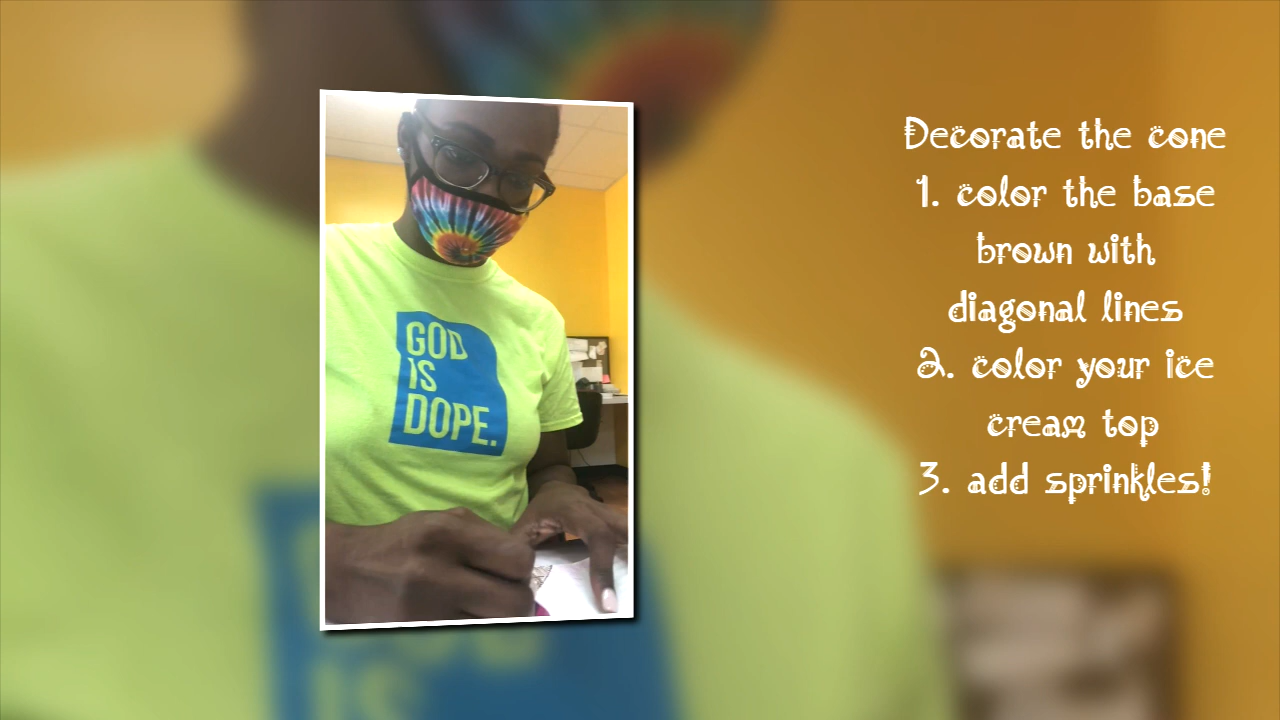 GOD
IS
DOPE.
Decorate the cone
1. color the base
brown with
diagonal lines
2. color your ice
cream top
3. add sprinkles!